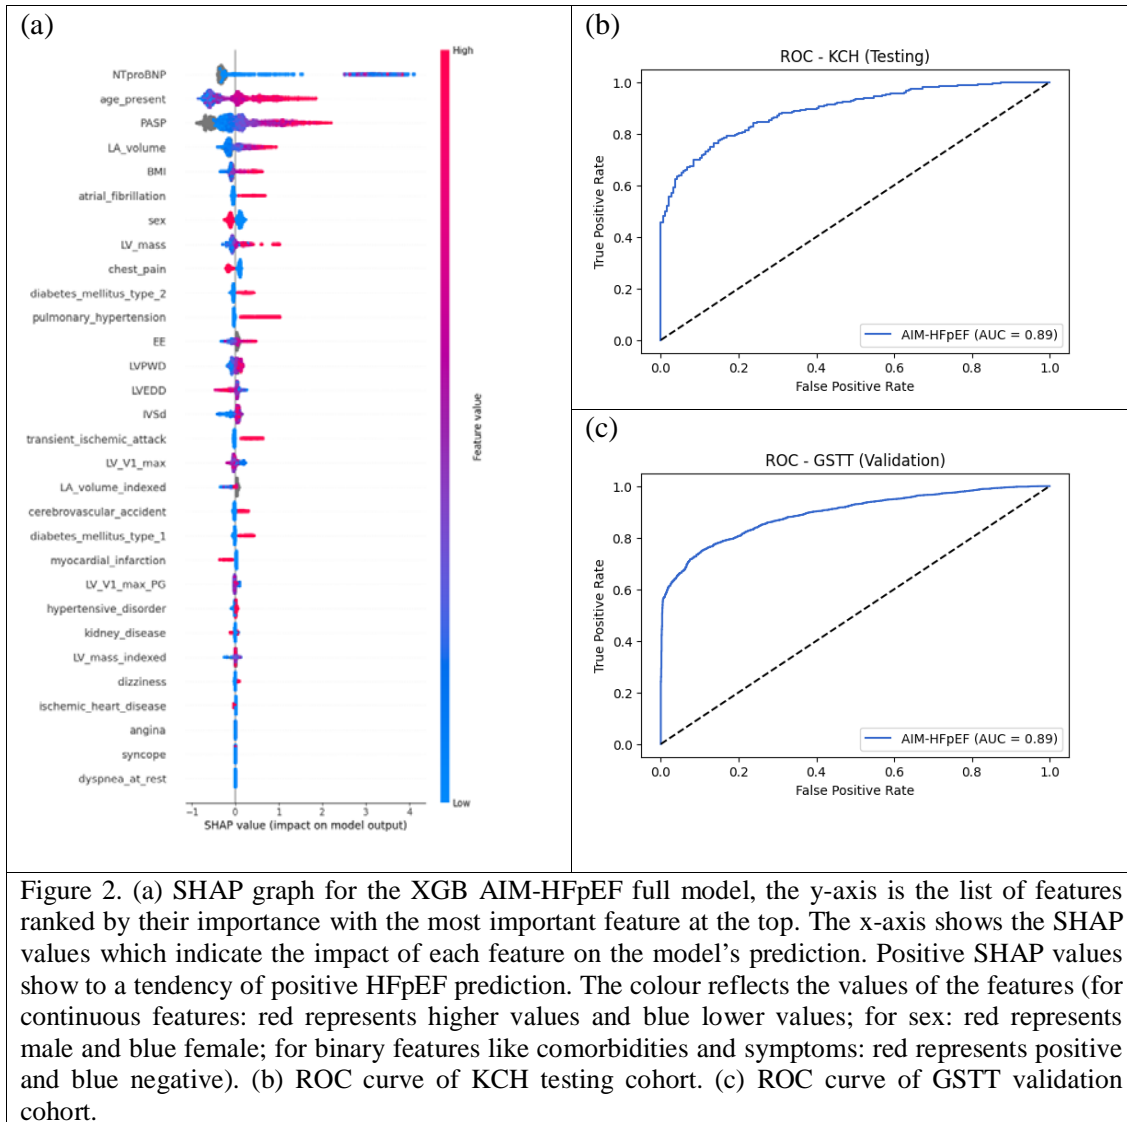 (a)
High
NTproBNP
age_present
PASP
LA_volume
BMI
atrial_fibrillation
sex
LV_mass
chest_pain
diabetes_mellitus_type_2
pulmonary_hypertension
EE
LVPWD
LVEDD
IVSd
transient_ischemic_attack
LV_V1_max
LA_volume_indexed
cerebrovascular_accident
diabetes_mellitus_type_1
myocardial_infarction
LV_V1_max_PG
hypertensive_disorder
kidney_disease
LV_mass_indexed
dizziness
ischemic_heart_disease
angina
syncope
dyspnea_at_rest
Feature value
Low
−1 0 1 2 3 4
SHAP value (impact on model output)
(b)
ROC - KCH (Testing)
True Positive Rate
1.0
0.8
0.6
0.4
0.2
0.0
AIM-HFpEF (AUC = 0.89)
0.0 0.2 0.4 0.6 0.8 1.0
False Positive Rate
(c)
ROC - GSTT (Validation)
True Positive Rate
1.0
0.8
0.6
0.4
0.2
0.0
AIM-HFpEF (AUC = 0.89)
0.0 0.2 0.4 0.6 0.8 1.0
False Positive Rate
Figure 2. (a) SHAP graph for the XGB AIM-HFpEF full model, the y-axis is the list of features
ranked by their importance with the most important feature at the top. The x-axis shows the SHAP
values which indicate the impact of each feature on the model's prediction. Positive SHAP values
show to a tendency of positive HFpEF prediction. The colour reflects the values of the features (for
continuous features: red represents higher values and blue lower values; for sex: red represents
male and blue female; for binary features like comorbidities and symptoms: red represents positive
and blue negative). (b) ROC curve of KCH testing cohort. (c) ROC curve of GSTT validation
cohort.